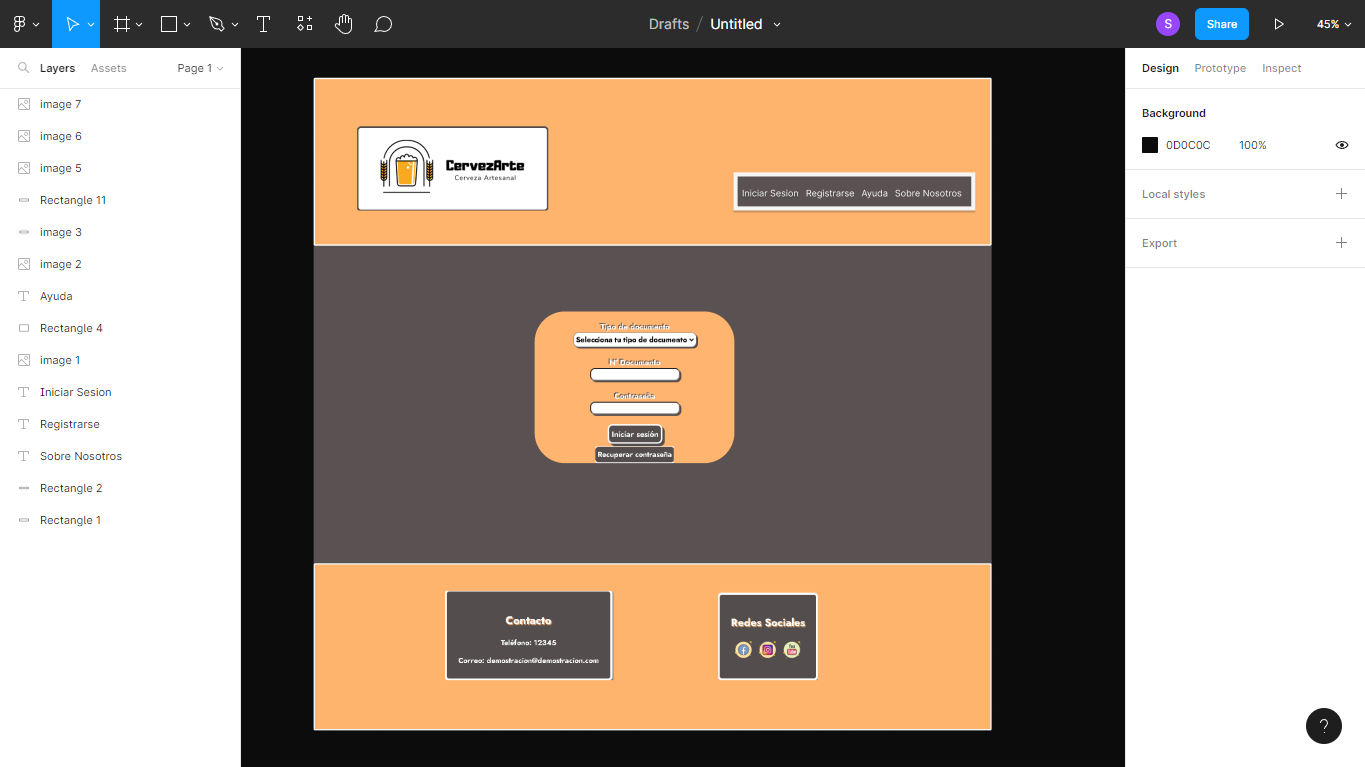 Drafts / Untitled
S
Share
45%
Layers
Assets
Page 1
image 7
image 6
image 5
Rectangle 11
image 3
image 2
Ayuda
Rectangle 4
image 1
Iniciar Sesion
Registrarse
Sobre Nosotros
Rectangle 2
Rectangle 1
CervezArte
Cerveza Artesanal
Iniciar Sesion Registrarse Ayuda Sobre Nosotros
Tipo de documento
Selecciona tu tipo de documento
N° Documento
Contraseña
Iniciar sesión
Recuperar contraseña
Contacto
Teléfono: 12345
Correo: demostracion@demostracion.com
Redes Sociales
You
Tube
Design
Prototype
Inspect
Background
0D0C0C
100%
Local styles
Export
?